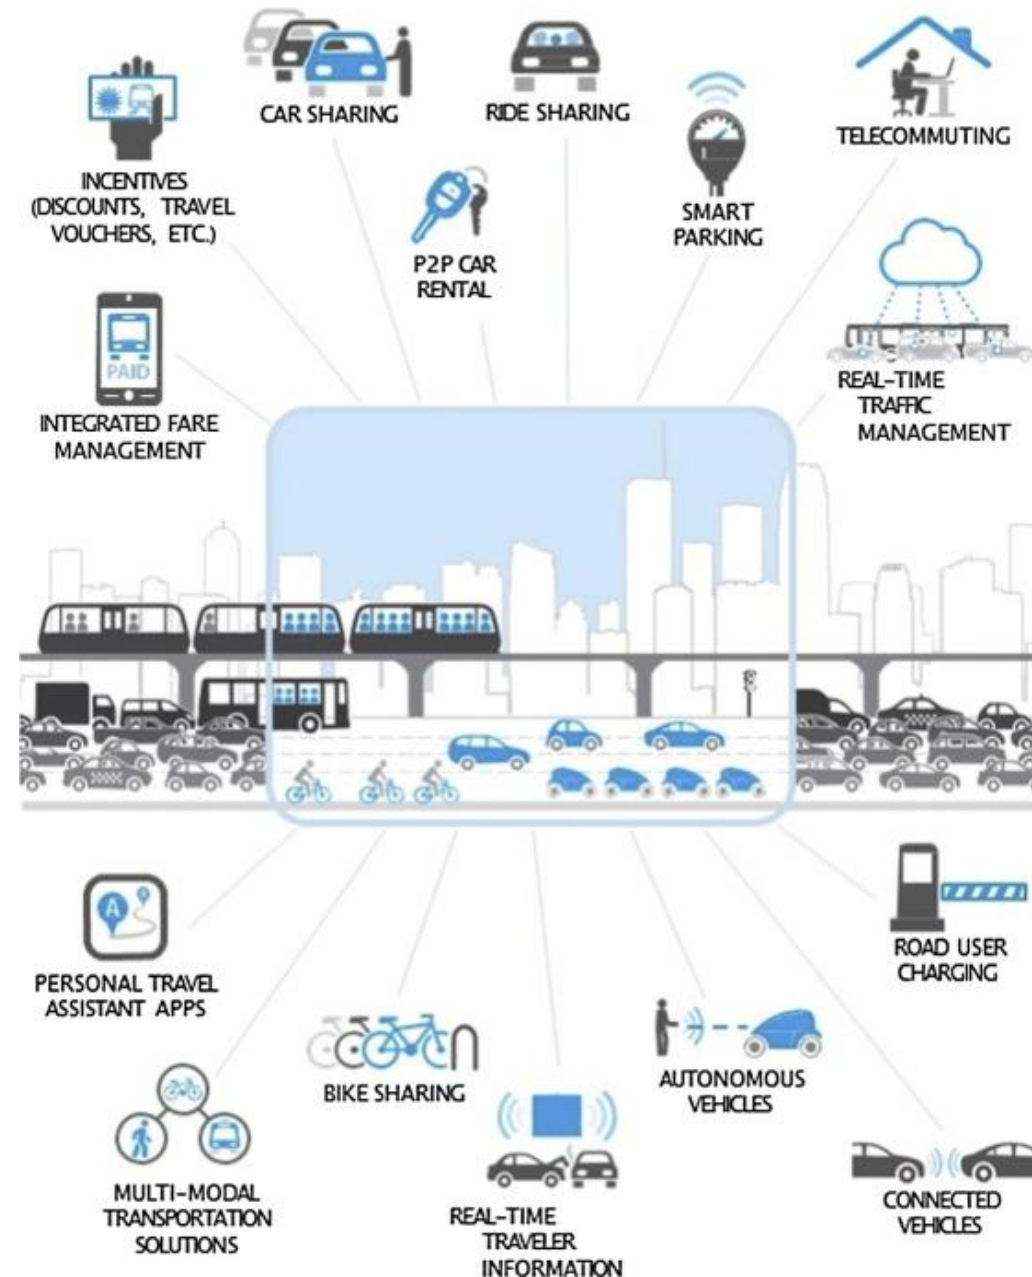 CAR SHARING
RIDE SHARING
TELECOMMUTING
INCENTIVES
(DISCOUNTS, TRAVEL
VOUCHERS, ETC.)
P2P CAR
RENTAL
SMART
PARKING
PAID
INTEGRATED FARE
MANAGEMENT
REAL-TIME
TRAFFIC
MANAGEMENT
A
PERSONAL TRAVEL
ASSISTANT APPS
ROAD USER
CHARGING
BIKE SHARING
AUTONOMOUS
VEHICLES
MULTI-MODAL
TRANSPORTATION
SOLUTIONS
REAL-TIME
TRAVELER
INFORMATION
CONNECTED
VEHICLES